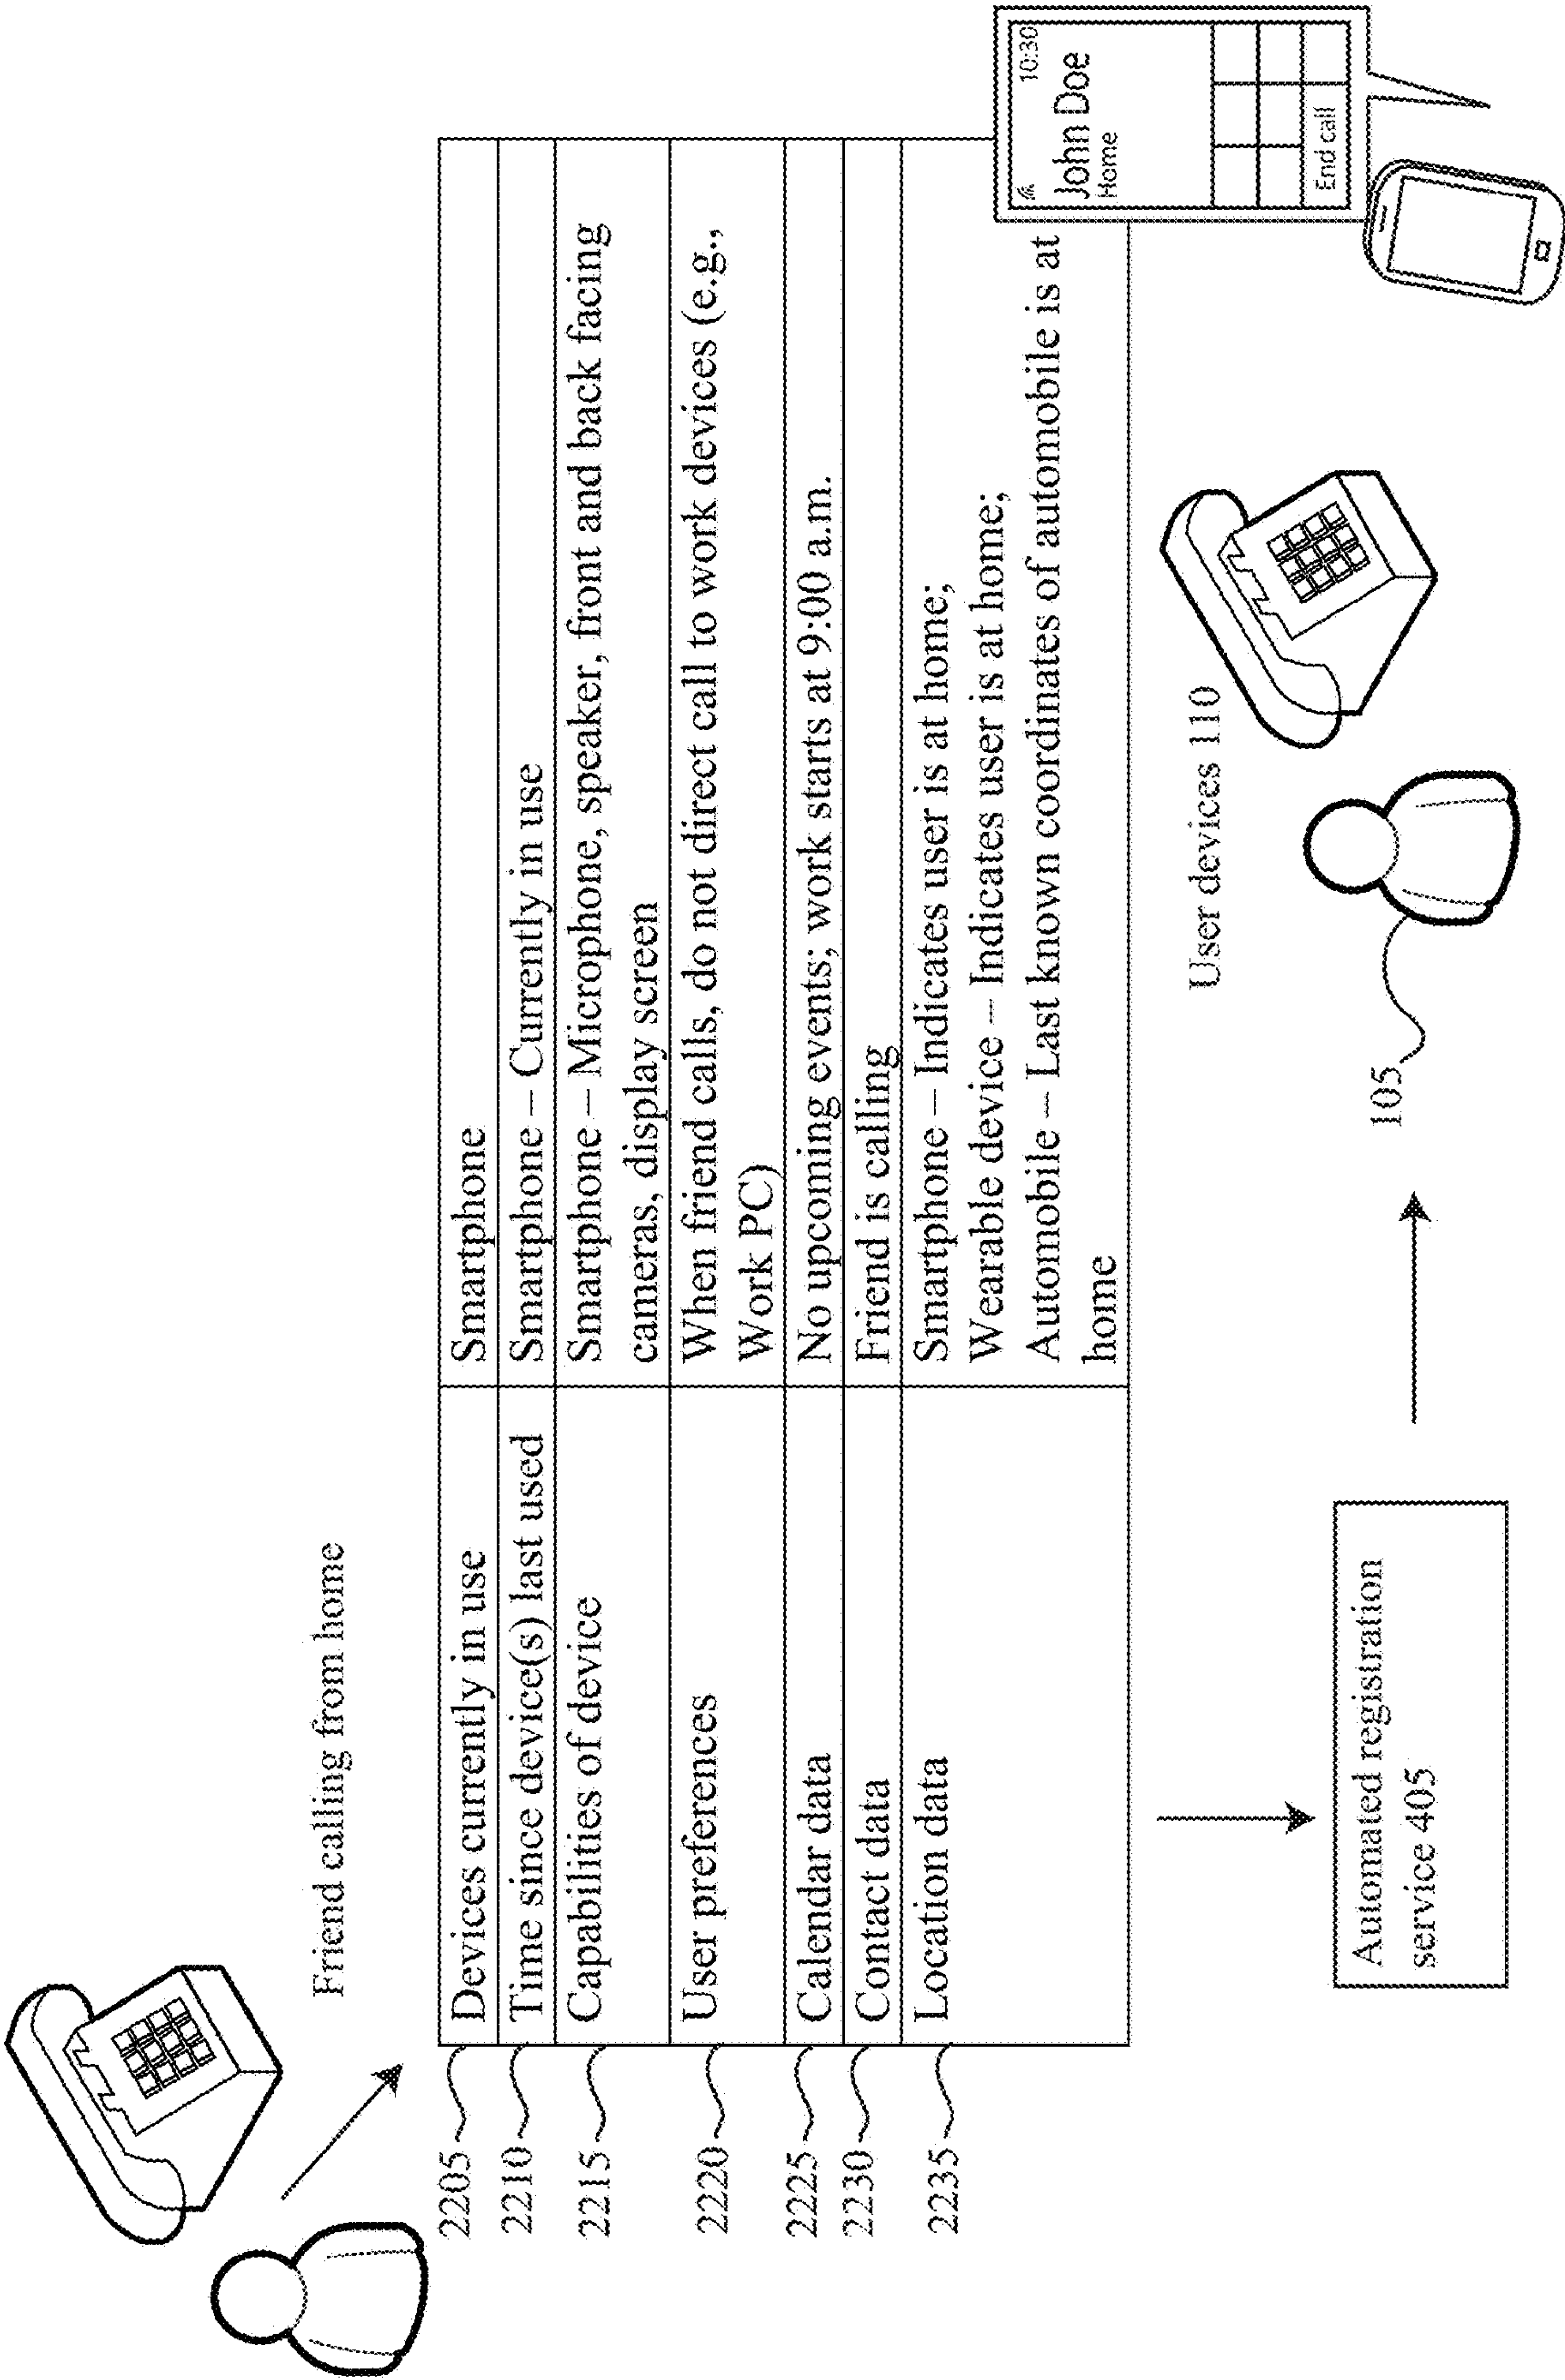 Friend calling from home
2205
Devices currently in use
Smartphone
2210
Time since device(s) last used
Smartphone – Currently in use
2215
Capabilities of device
Smartphone – Microphone, speaker, front and back facing
cameras, display screen
2220
User preferences
When friend calls, do not direct call to work devices (e.g.,
Work PC)
2225
Calendar data
No upcoming events; work starts at 9:00 a.m.
2230
Contact data
Friend is calling
2235
Location data
Smartphone – Indicates user is at home;
Wearable device – Indicates user is at home;
Automobile – Last known coordinates of automobile is at
home
Automated registration
service 405
User devices 110
105
10:30
John Doe
Home
End call